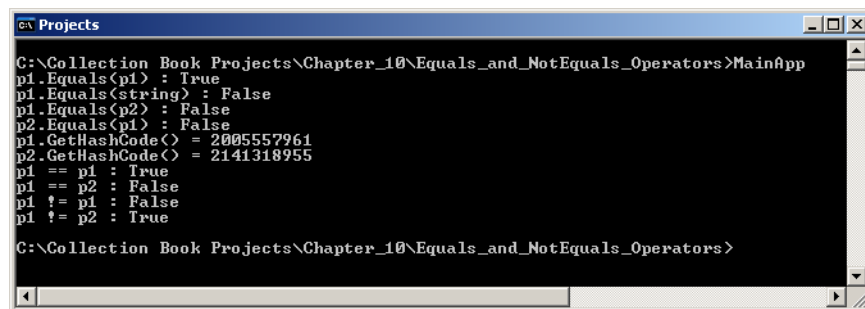 Projects
C:\Collection Book Projects\Chapter_10\Equals_and_NotEquals_Operators>MainApp
p1.Equals(p1) : True
p1.Equals(string) : False
p1.Equals(p2) : False
p2.Equals(p1) : False
p1.GetHashCode() = 2005557961
p2.GetHashCode() = 2141318955
p1 == p1 : True
p1 == p2 : False
p1 != p1 : False
p1 != p2 : True
C:\Collection Book Projects\Chapter_10\Equals_and_NotEquals_Operators>